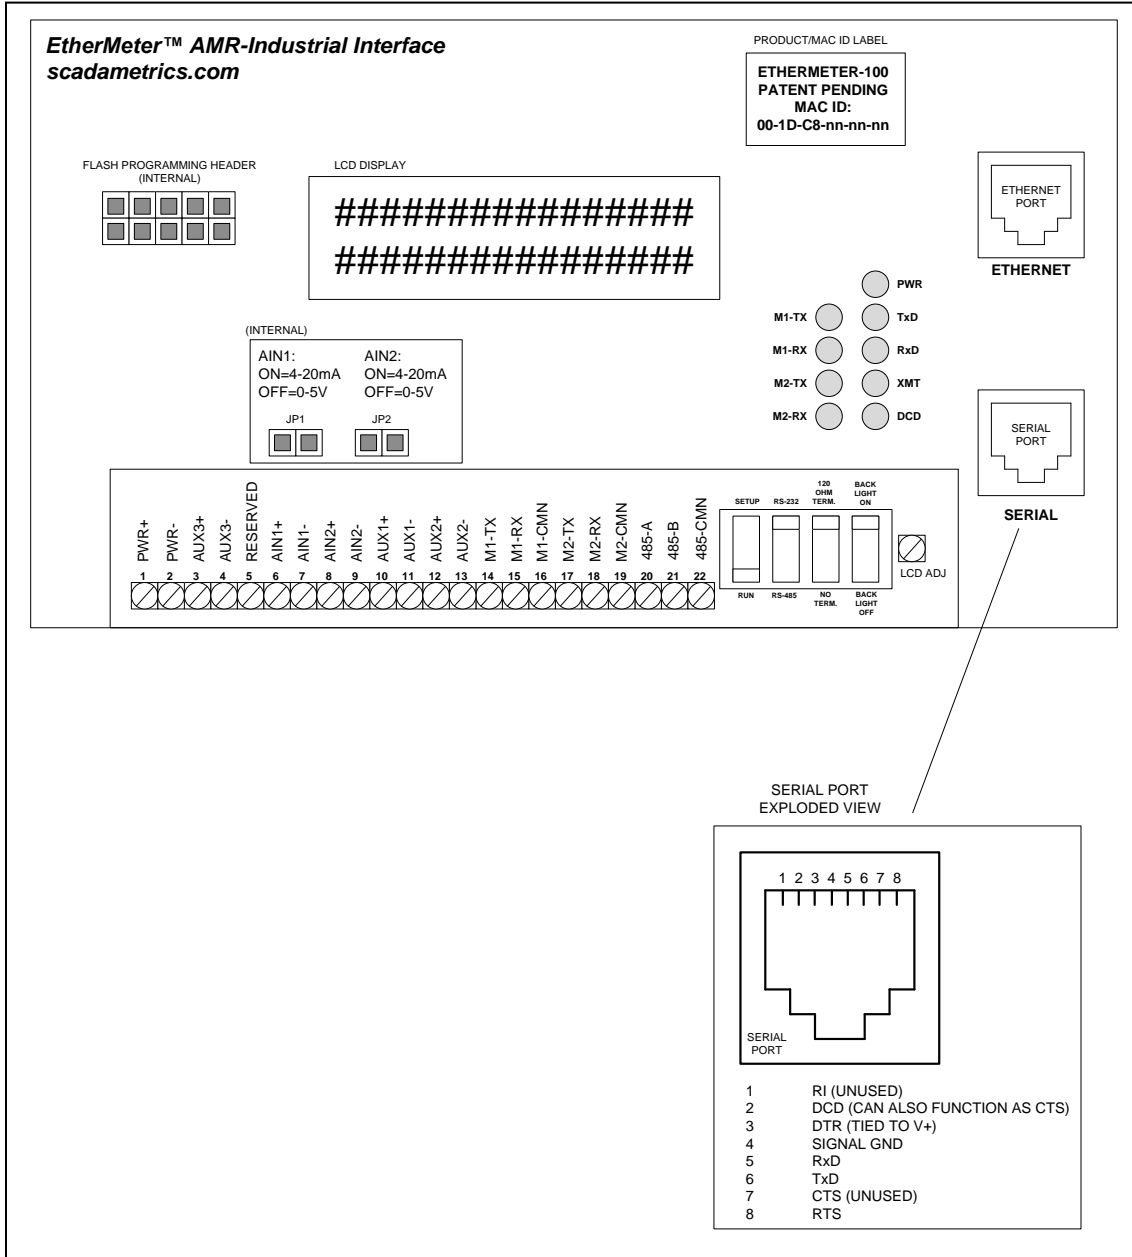 EtherMeter™ AMR-Industrial Interface
scadametrics.com
PRODUCT/MAC ID LABEL
ETHERMETER-100
PATENT PENDING
MAC ID:
00-1D-C8-nn-nn-nn
FLASH PROGRAMMING HEADER
(INTERNAL)
LCD DISPLAY
################
################
ETHERNET
PORT
ETHERNET
PWR
M1-TX TxD
M1-RX RxD
M2-TX XMT
M2-RX DCD
(INTERNAL)
AIN1: AIN2:
ON=4-20mA ON=4-20mA
OFF=0-5V OFF=0-5V
JP1 JP2
SERIAL
PORT
SERIAL
PWR+
PWR-
AUX3+
AUX3-
RESERVED
AIN1+
AIN1-
AIN2+
AIN2-
AUX1+
AUX1-
AUX2+
AUX2-
M1-TX
M1-RX
M1-CMN
M2-TX
M2-RX
M2-CMN
485-A
485-B
485-CMN
1 2 3 4 5 6 7 8 9 10 11 12 13 14 15 16 17 18 19 20 21 22
SETUP
RS-232
120
OHM
TERM.
BACK
LIGHT
ON
RUN
RS-485
NO
TERM.
BACK
LIGHT
OFF
LCD ADJ
SERIAL PORT
EXPLODED VIEW
1 2 3 4 5 6 7 8
SERIAL
PORT
1 RI (UNUSED)
2 DCD (CAN ALSO FUNCTION AS CTS)
3 DTR (TIED TO V+)
4 SIGNAL GND
5 RxD
6 TxD
7 CTS (UNUSED)
8 RTS